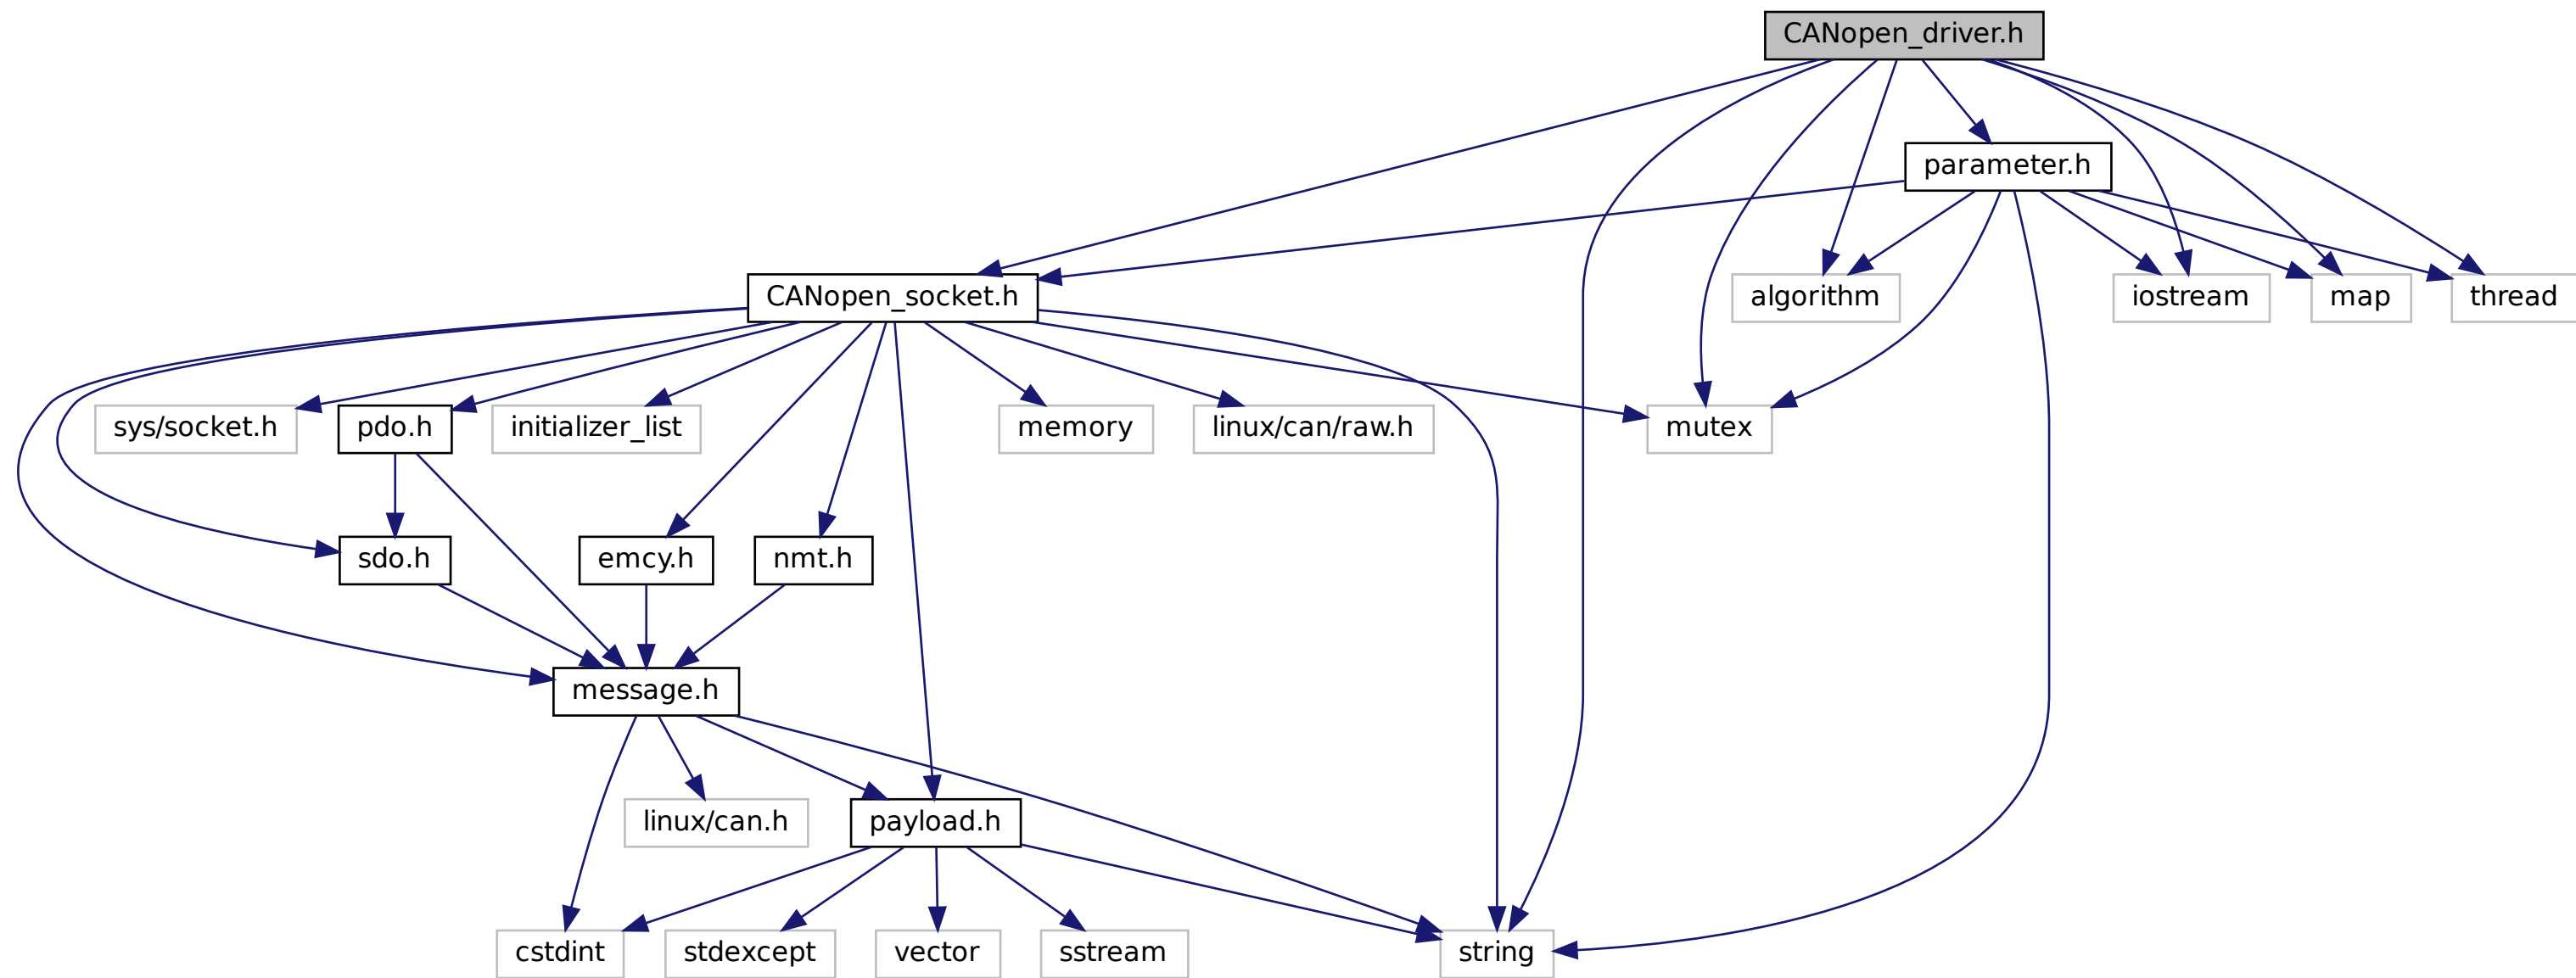 CANopen_driver.h
parameter.h
CANopen_socket.h
algorithm
iostream
map
thread
sys/socket.h
pdo.h
initializer_list
memory
linux/can/raw.h
mutex
sdo.h
emcy.h
nmt.h
message.h
linux/can.h
payload.h
cstdint
stdexcept
vector
sstream
string